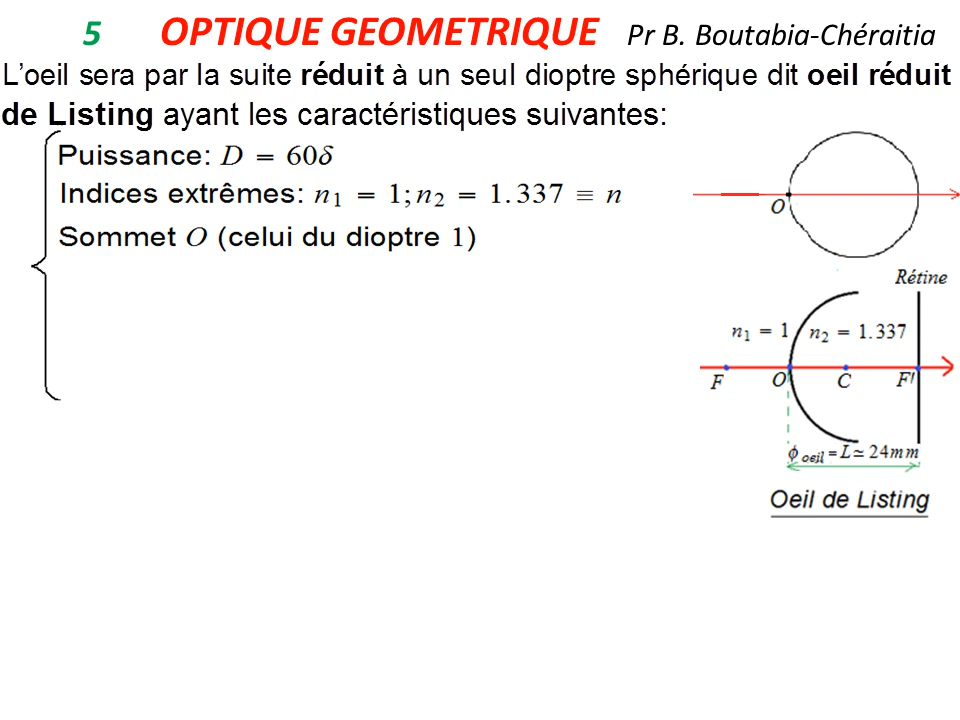 5 OPTIQUE GEOMETRIQUE Pr B. Boutabia-Chéraitia
L’oeil sera par la suite réduit à un seul dioptre sphérique dit oeil réduit
de Listing ayant les caractéristiques suivantes:
Puissance: D = 60δ
Indices extrêmes: n₁ = 1; n₂ = 1.337 ≡ n
Sommet O (celui du dioptre 1)
O
Rétine
n₁ = 1 n₂ = 1.337
F O C F'
ϕ oeil = L ≃ 24mm
Oeil de Listing